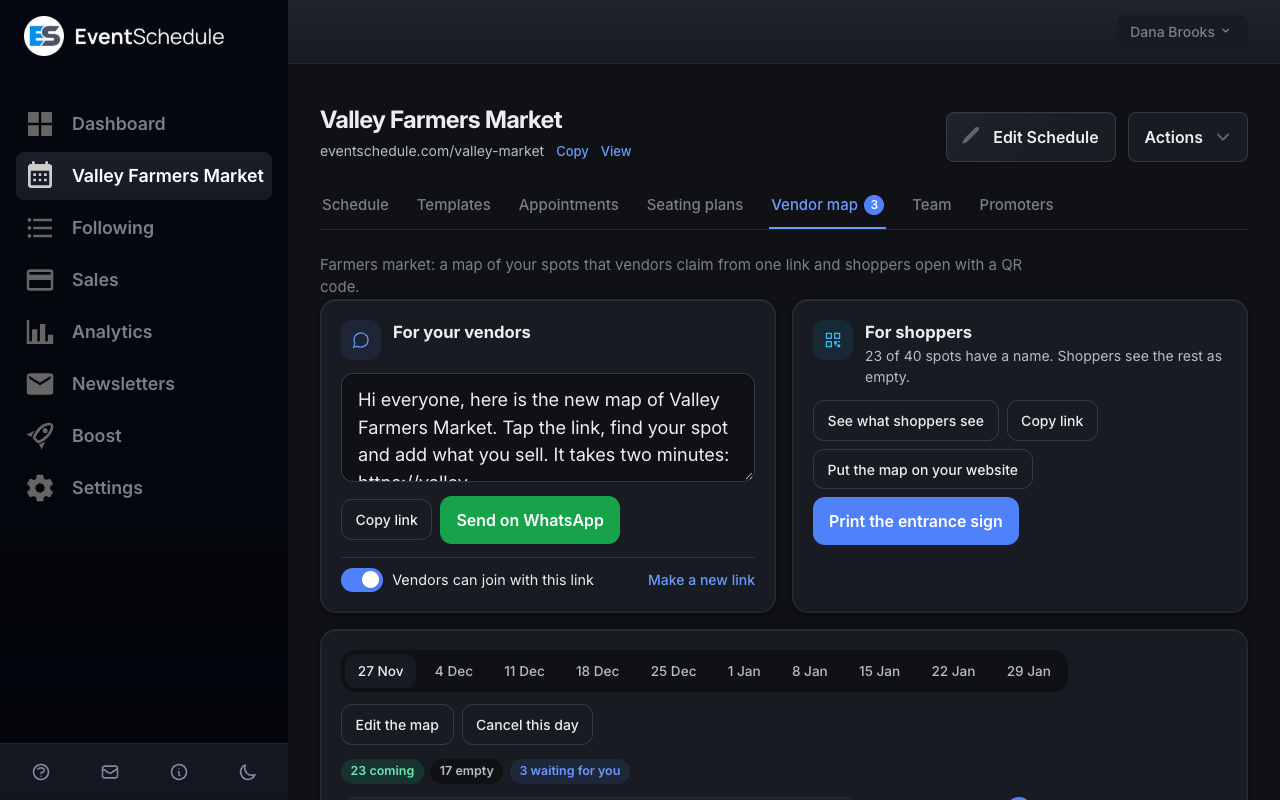 ES EventSchedule
Dana Brooks
Dashboard
Valley Farmers Market
Following
Sales
Analytics
Newsletters
Boost
Settings
Valley Farmers Market
eventschedule.com/valley-market Copy View
Edit Schedule
Actions
Schedule Templates Appointments Seating plans Vendor map 3 Team Promoters
Farmers market: a map of your spots that vendors claim from one link and shoppers open with a QR
code.
For your vendors
Hi everyone, here is the new map of Valley
Farmers Market. Tap the link, find your spot
and add what you sell. It takes two minutes:
https://valley
Copy link Send on WhatsApp
Vendors can join with this link Make a new link
For shoppers
23 of 40 spots have a name. Shoppers see the rest as
empty.
See what shoppers see Copy link
Put the map on your website
Print the entrance sign
27 Nov 4 Dec 11 Dec 18 Dec 25 Dec 1 Jan 8 Jan 15 Jan 22 Jan 29 Jan
Edit the map Cancel this day
23 coming 17 empty 3 waiting for you